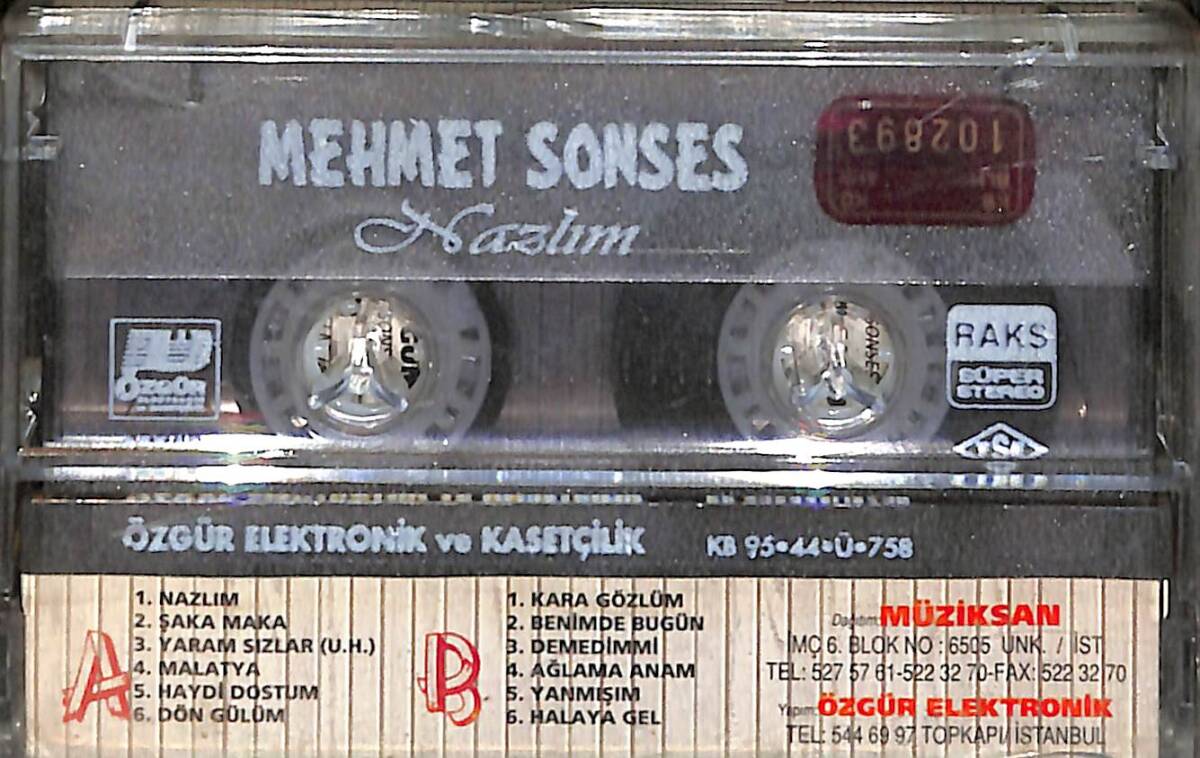 MEHMET SONSES
Nazlım
102893
ÖZGÜR
RAKS
SÜPER
STEREO
ÖZGÜR ELEKTRONİK ve KASETÇİLİK
KB 95•44•Ü•758
A
1. NAZLIM
2. ŞAKA MAKA
3. YARAM SIZLAR (U.H.)
4. MALATYA
5. HAYDİ DOSTUM
6. DÖN GÜLÜM
B
1. KARA GÖZLÜM
2. BENİMDE BUGÜN
3. DEMEDİMMİ
4. AĞLAMA ANAM
5. YANMIŞIM
6. HALAYA GEL
Dağıtım: MÜZİKSAN
İMÇ 6. BLOK NO : 6505 UNK. / İST
TEL: 527 57 61-522 32 70-FAX: 522 32 70
Yapım: ÖZGÜR ELEKTRONİK
TEL: 544 69 97 TOPKAPI/ İSTANBUL